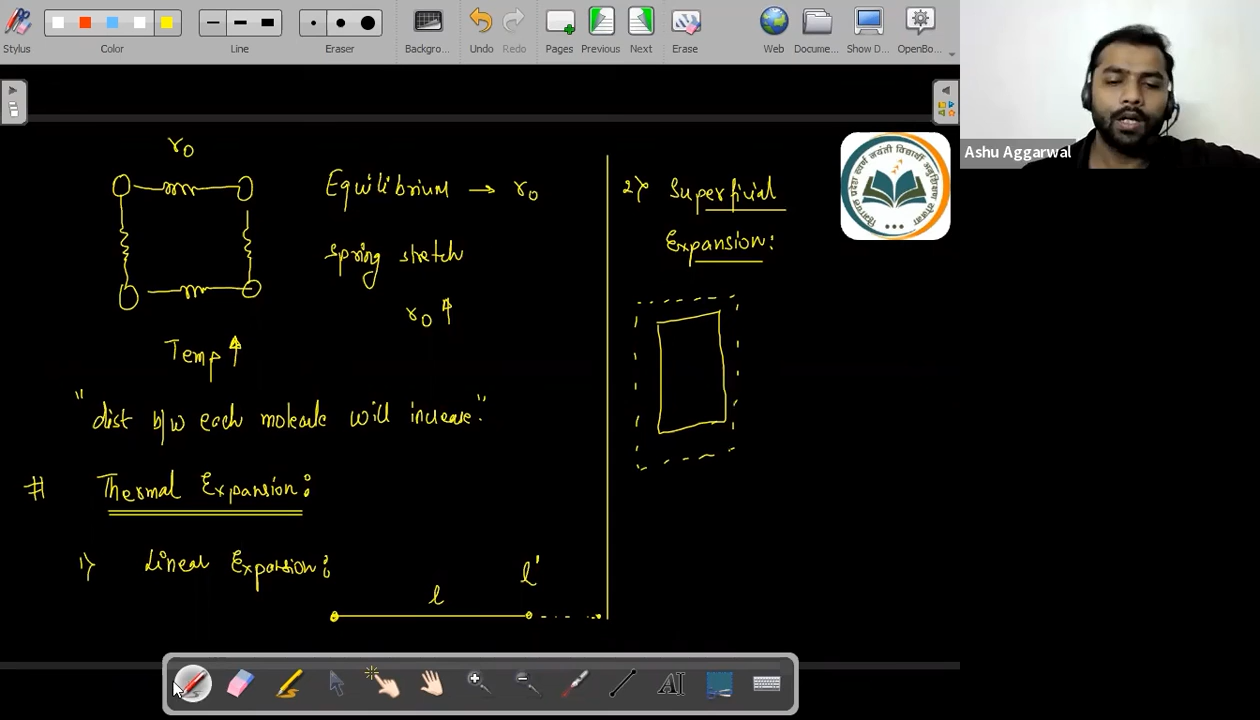 Stylus
Color
Line
Eraser
Backgro...
Undo
Redo
Pages
Previous
Next
Erase
Web
Docume...
Show D...
OpenBo...
Ashu Aggarwal
r0
Equilibrium → r0
Spring stretch
r0 ↑
Temp ↑
"dist b/w each molecule will increase."
# Thermal Expansion:
1) Linear Expansion:
l
l'
2) Superficial
Expansion: